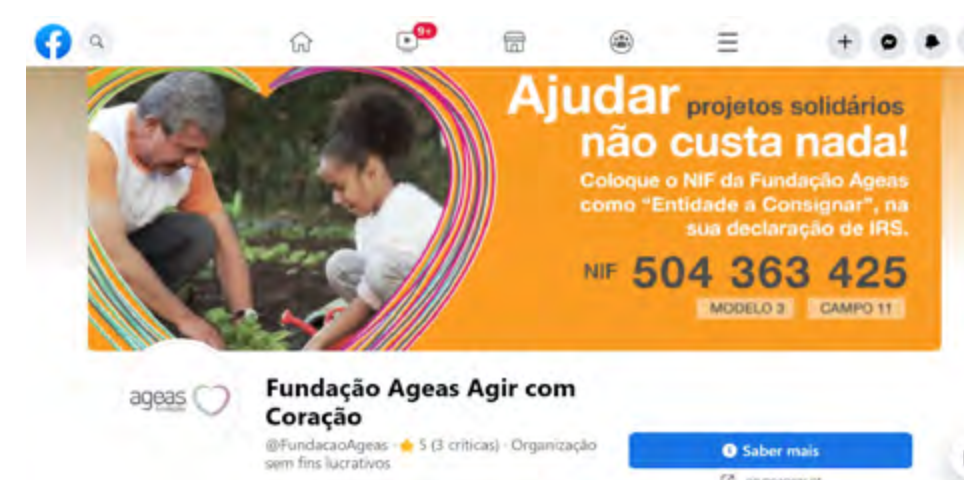 9+
Ajudar projetos solidários
não custa nada!
Coloque o NIF da Fundação Ageas
como "Entidade a Consignar", na
sua declaração de IRS.
NIF 504 363 425
MODELO 3 CAMPO 11
ageas
Fundação Ageas Agir com
Coração
@FundacaoAgeas · 5 (3 críticas) · Organização
sem fins lucrativos
Saber mais